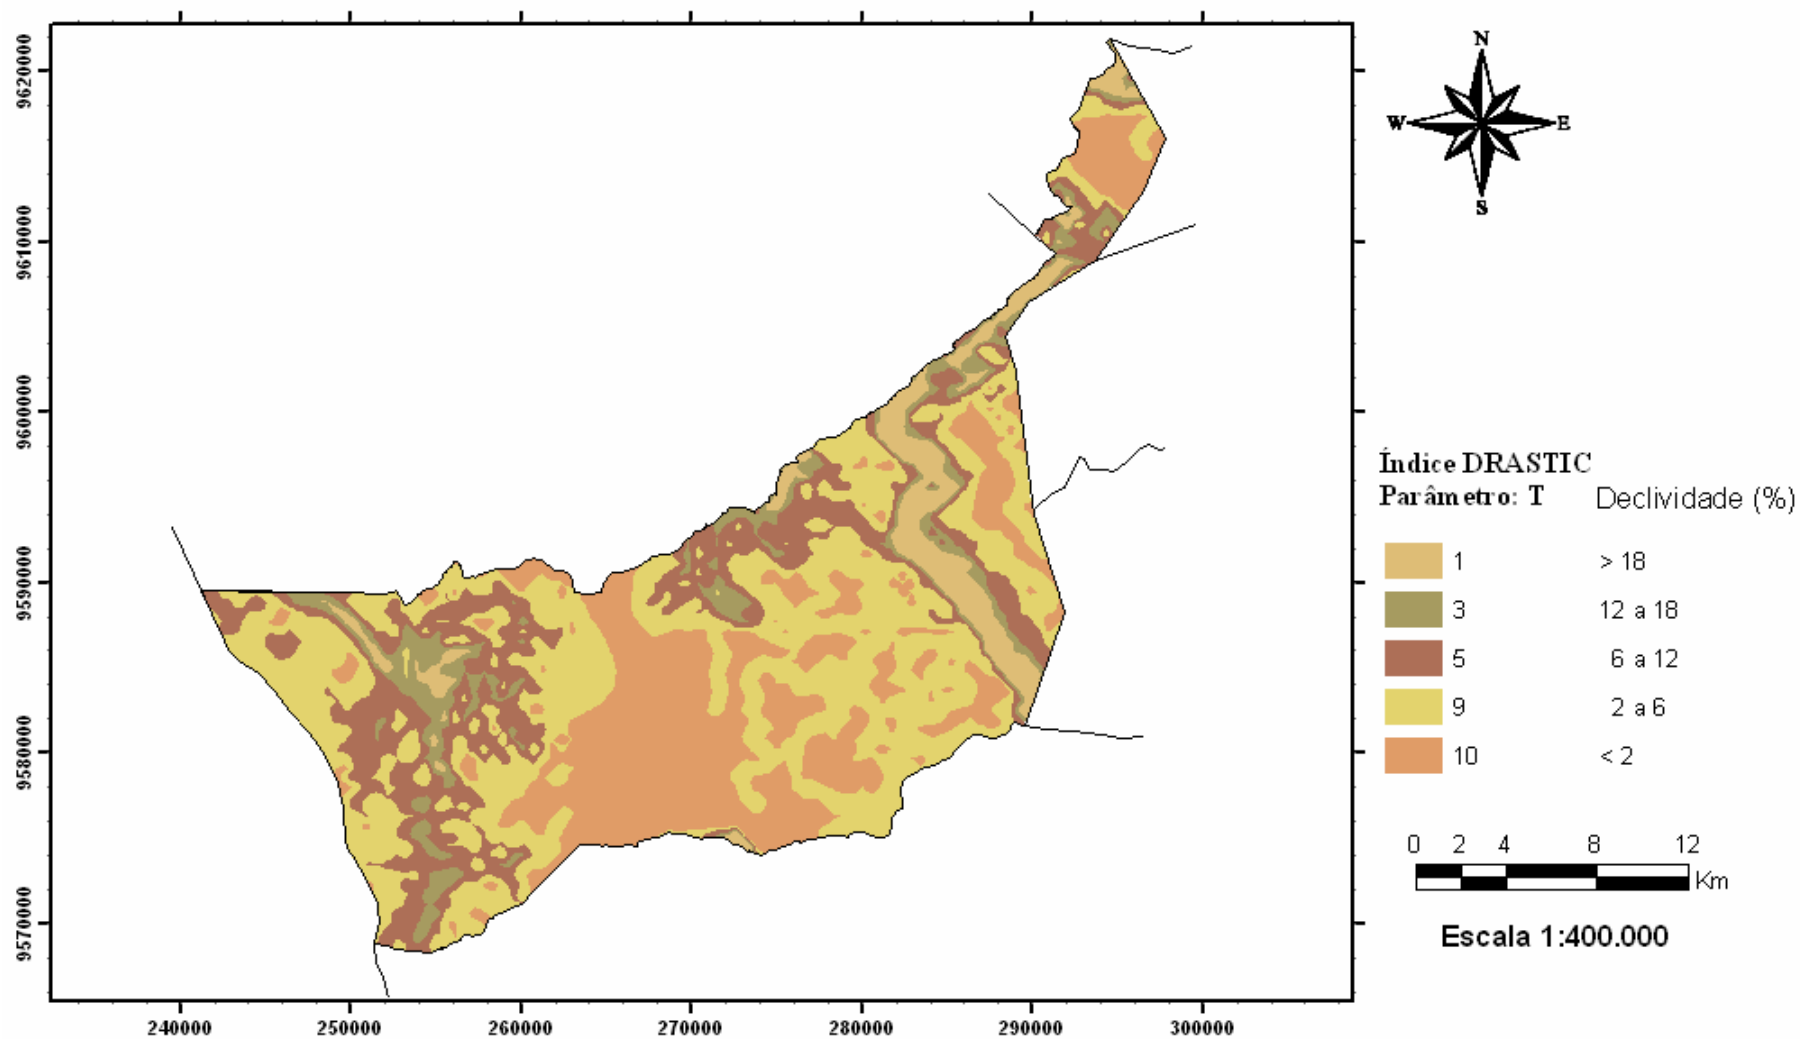 N
W E
S
9620000
9610000
9600000
9590000
9580000
9570000
240000 250000 260000 270000 280000 290000 300000
Índice DRASTIC
Parâmetro: T Declividade (%)
1 > 18
3 12 a 18
5 6 a 12
9 2 a 6
10 < 2
0 2 4 8 12
Km
Escala 1:400.000